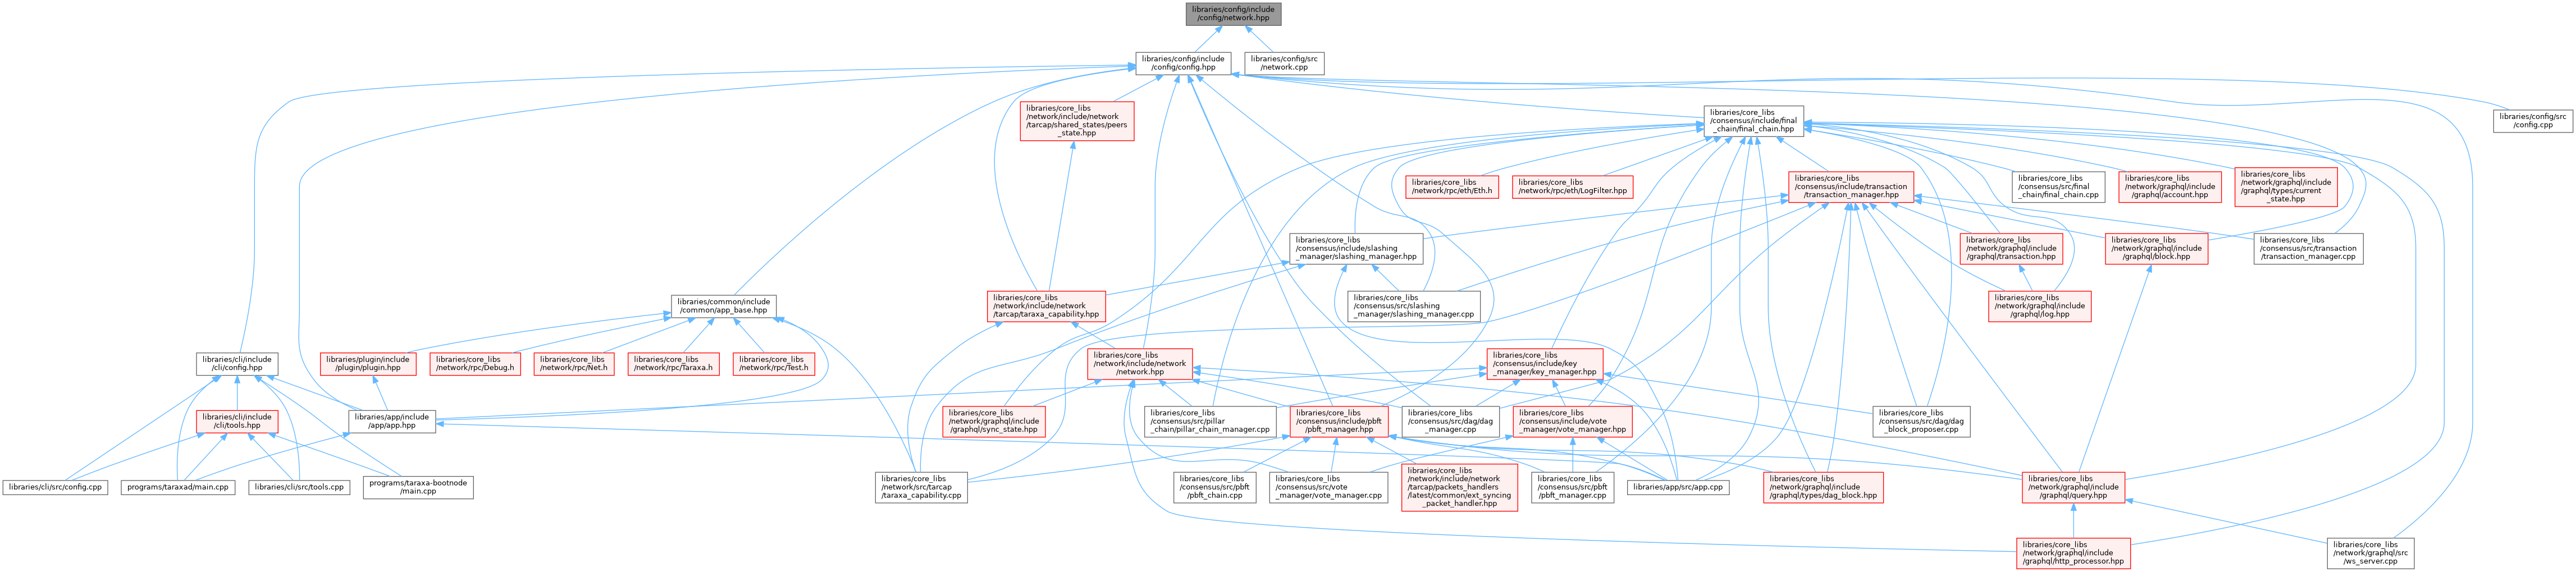 libraries/config/include
/config/network.hpp
libraries/config/include
/config/config.hpp
libraries/config/src
/network.cpp
libraries/core_libs
/network/include/network
/tarcap/shared_states/peers
_state.hpp
libraries/core_libs
/consensus/include/final
_chain/final_chain.hpp
libraries/config/src
/config.cpp
libraries/core_libs
/network/rpc/eth/Eth.h
libraries/core_libs
/network/rpc/eth/LogFilter.hpp
libraries/core_libs
/consensus/include/transaction
/transaction_manager.hpp
libraries/core_libs
/consensus/src/final
_chain/final_chain.cpp
libraries/core_libs
/network/graphql/include
/graphql/account.hpp
libraries/core_libs
/network/graphql/include
/graphql/types/current
_state.hpp
libraries/core_libs
/consensus/include/slashing
_manager/slashing_manager.hpp
libraries/core_libs
/network/graphql/include
/graphql/transaction.hpp
libraries/core_libs
/network/graphql/include
/graphql/block.hpp
libraries/core_libs
/consensus/src/transaction
/transaction_manager.cpp
libraries/common/include
/common/app_base.hpp
libraries/core_libs
/network/include/network
/tarcap/taraxa_capability.hpp
libraries/core_libs
/consensus/src/slashing
_manager/slashing_manager.cpp
libraries/core_libs
/network/graphql/include
/graphql/log.hpp
libraries/cli/include
/cli/config.hpp
libraries/plugin/include
/plugin/plugin.hpp
libraries/core_libs
/network/rpc/Debug.h
libraries/core_libs
/network/rpc/Net.h
libraries/core_libs
/network/rpc/Taraxa.h
libraries/core_libs
/network/rpc/Test.h
libraries/core_libs
/network/include/network
/network.hpp
libraries/core_libs
/consensus/include/key
_manager/key_manager.hpp
libraries/cli/include
/cli/tools.hpp
libraries/app/include
/app/app.hpp
libraries/core_libs
/network/graphql/include
/graphql/sync_state.hpp
libraries/core_libs
/consensus/src/pillar
_chain/pillar_chain_manager.cpp
libraries/core_libs
/consensus/include/pbft
/pbft_manager.hpp
libraries/core_libs
/consensus/src/dag/dag
_manager.cpp
libraries/core_libs
/consensus/include/vote
_manager/vote_manager.hpp
libraries/core_libs
/consensus/src/dag/dag
_block_proposer.cpp
libraries/cli/src/config.cpp
programs/taraxad/main.cpp
libraries/cli/src/tools.cpp
programs/taraxa-bootnode
/main.cpp
libraries/core_libs
/network/src/tarcap
/taraxa_capability.cpp
libraries/core_libs
/consensus/src/pbft
/pbft_chain.cpp
libraries/core_libs
/consensus/src/vote
_manager/vote_manager.cpp
libraries/core_libs
/network/include/network
/tarcap/packets_handlers
/latest/common/ext_syncing
_packet_handler.hpp
libraries/core_libs
/consensus/src/pbft
/pbft_manager.cpp
libraries/app/src/app.cpp
libraries/core_libs
/network/graphql/include
/graphql/types/dag_block.hpp
libraries/core_libs
/network/graphql/include
/graphql/query.hpp
libraries/core_libs
/network/graphql/include
/graphql/http_processor.hpp
libraries/core_libs
/network/graphql/src
/ws_server.cpp